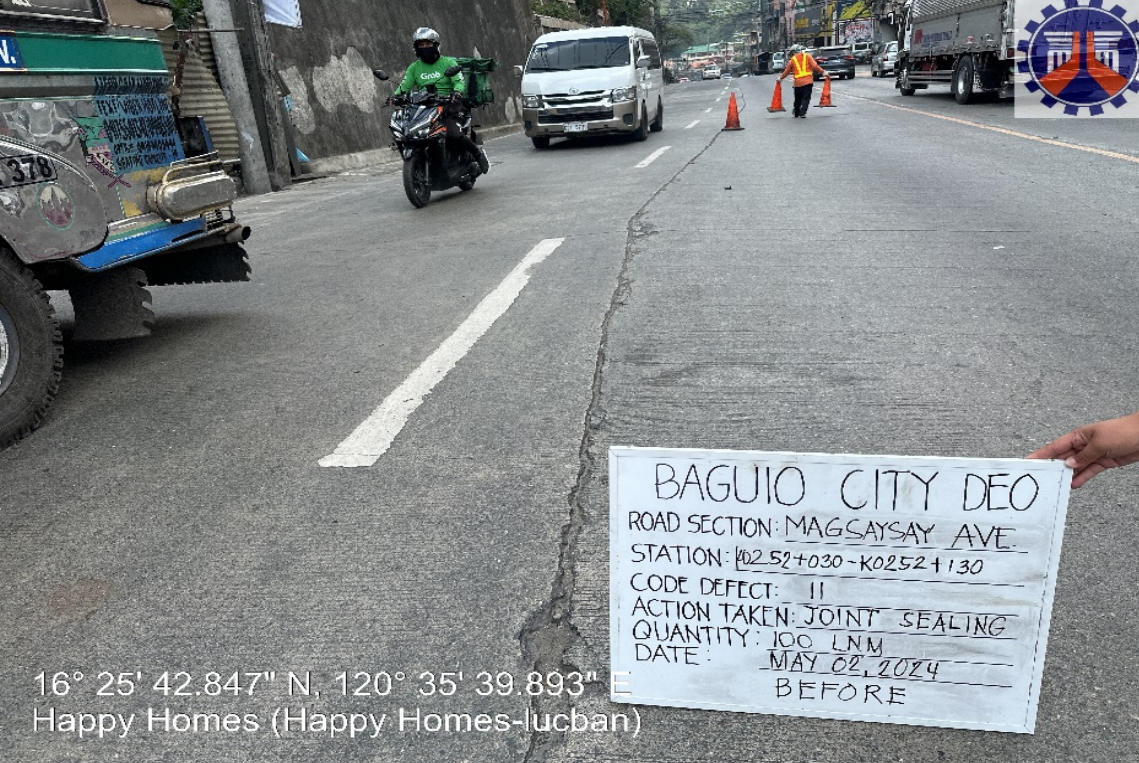 N.
378
Grab
BAGUIO CITY DEO
ROAD SECTION: MAGSAYSAY AVE.
STATION: K0252+030-K0252+130
CODE DEFECT: 11
ACTION TAKEN: JOINT SEALING
QUANTITY: 100 LNM
DATE: MAY 02, 2024
BEFORE
16° 25' 42.847" N, 120° 35' 39.893" E
Happy Homes (Happy Homes-lucban)